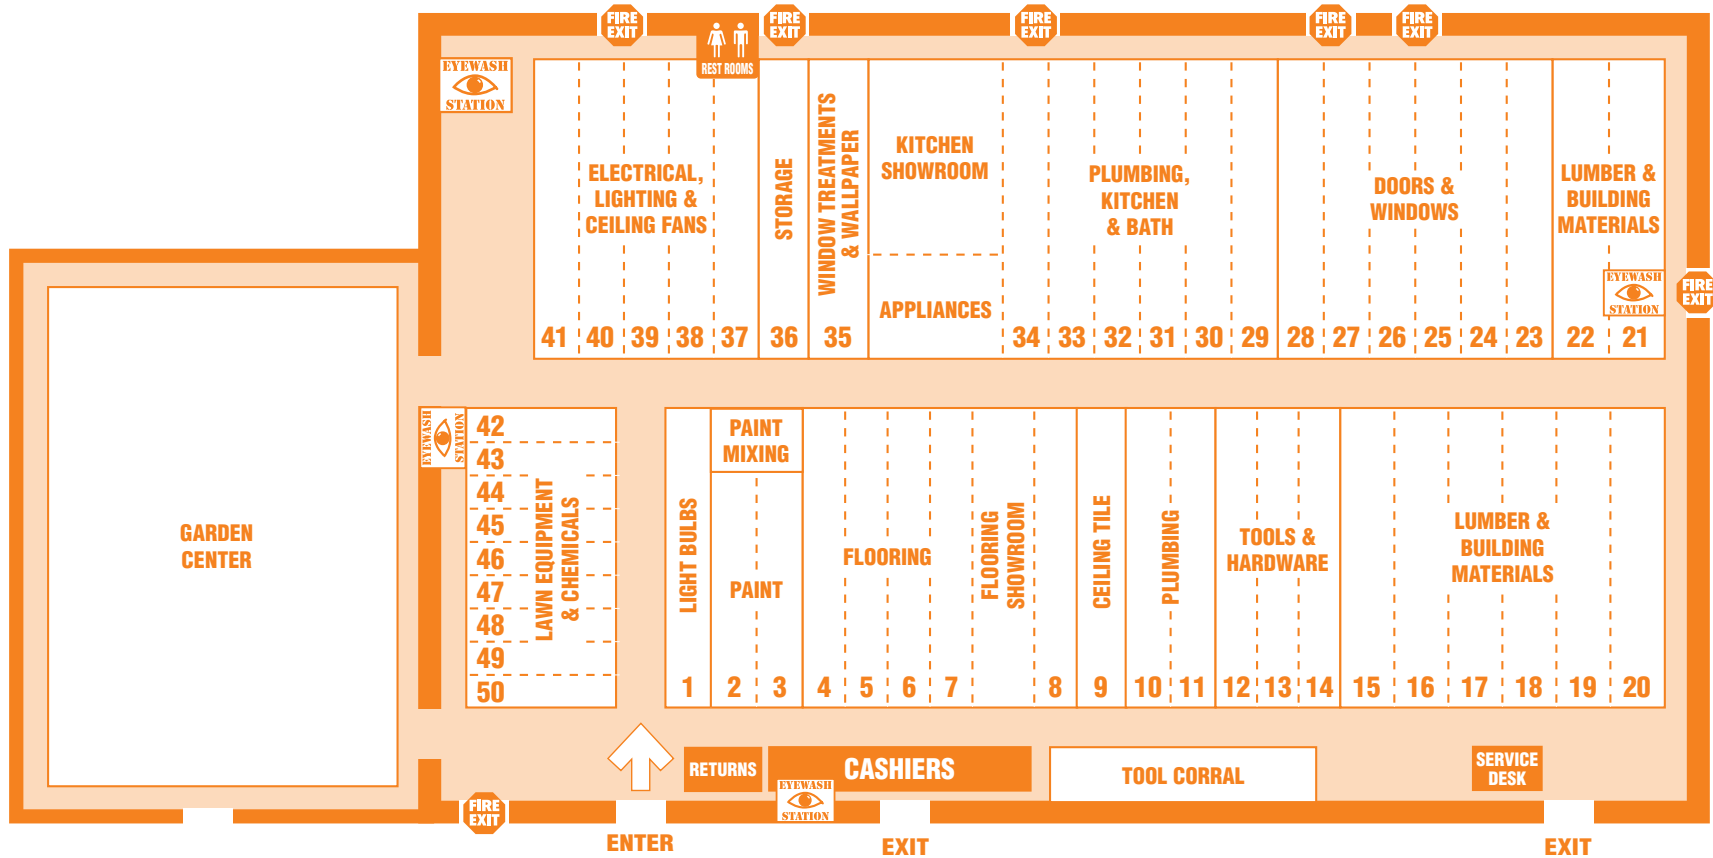 FIRE
EXIT
FIRE
EXIT
FIRE
EXIT
FIRE
EXIT
FIRE
EXIT
REST ROOMS
EYEWASH
STATION
ELECTRICAL,
LIGHTING &
CEILING FANS
STORAGE
WINDOW TREATMENTS
& WALLPAPER
KITCHEN
SHOWROOM
APPLIANCES
PLUMBING,
KITCHEN
& BATH
DOORS &
WINDOWS
LUMBER &
BUILDING
MATERIALS
EYEWASH
STATION
FIRE
EXIT
41 40 39 38 37 36 35 34 33 32 31 30 29 28 27 26 25 24 23 22 21
GARDEN
CENTER
EYEWASH
STATION
42
43
44
45
46
47
48
49
50
LAWN EQUIPMENT
& CHEMICALS
LIGHT BULBS
PAINT
MIXING
PAINT
FLOORING
FLOORING
SHOWROOM
CEILING TILE
PLUMBING
TOOLS &
HARDWARE
LUMBER &
BUILDING
MATERIALS
1 2 3 4 5 6 7 8 9 10 11 12 13 14 15 16 17 18 19 20
RETURNS
CASHIERS
TOOL CORRAL
SERVICE
DESK
EYEWASH
STATION
FIRE
EXIT
ENTER
EXIT
EXIT